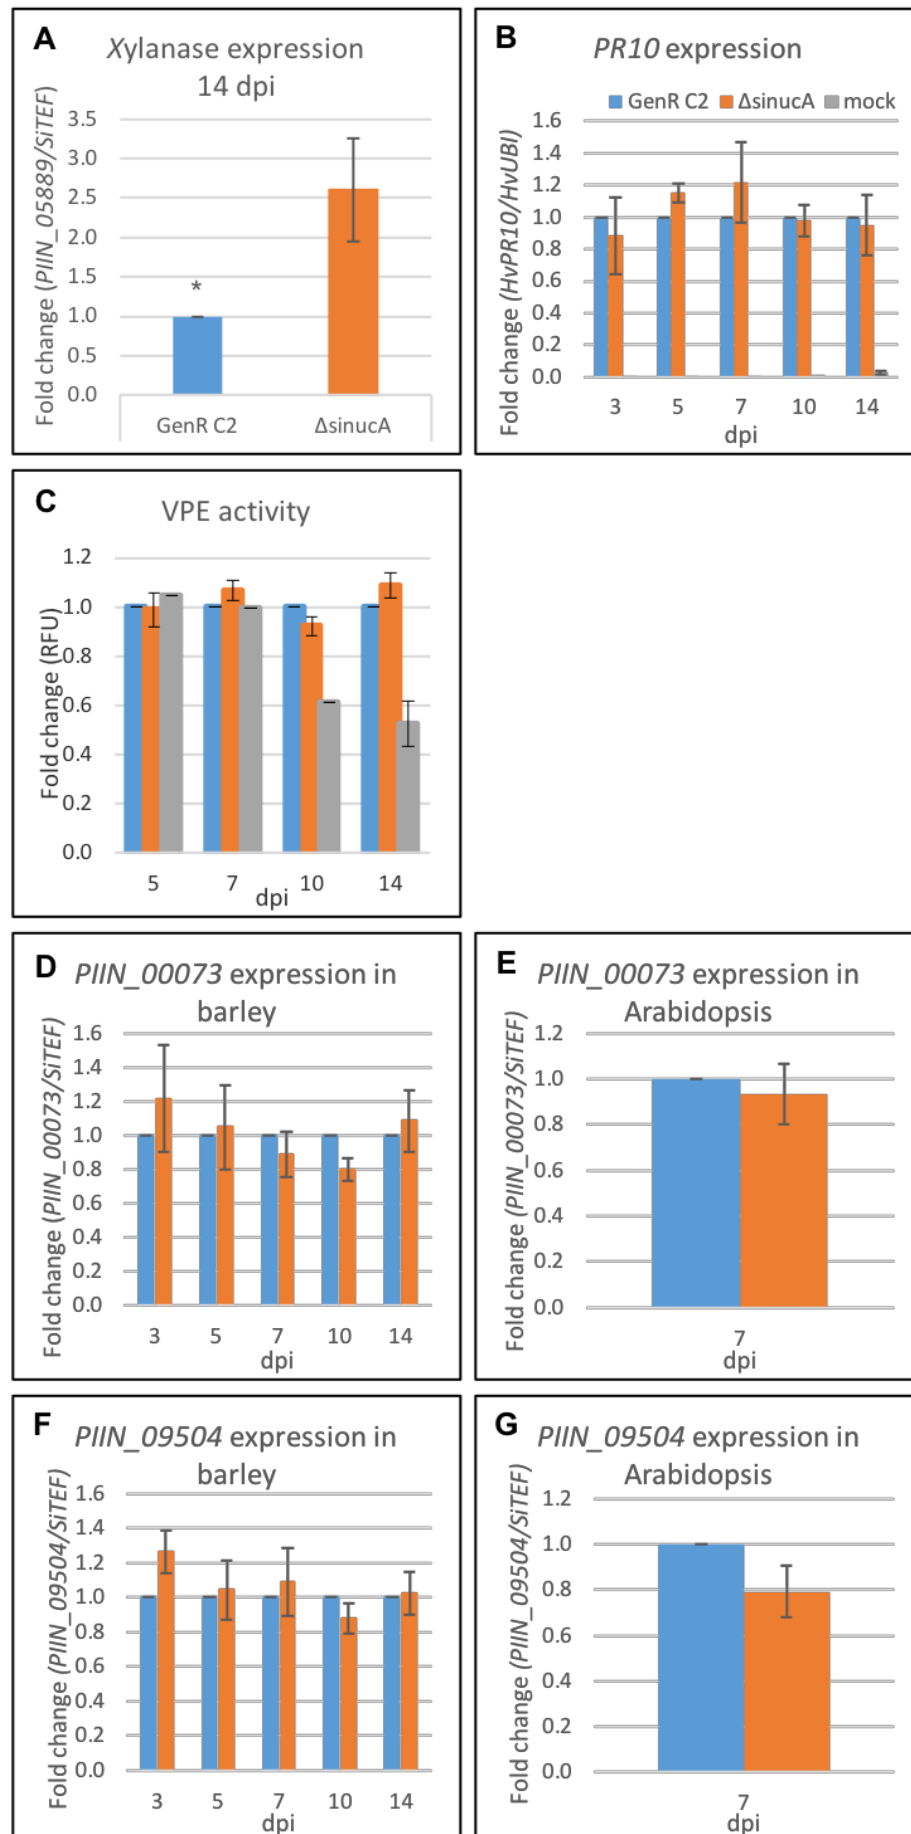 A
Xylanase expression
14 dpi
Fold change (PIIN_05889/SiTEF)
3.5
3.0
2.5
2.0
1.5
1.0
0.5
0.0
*
GenR C2 ΔsinucA
B
PR10 expression
GenR C2 ΔsinucA mock
Fold change (HvPR10/HvUBI)
1.6
1.4
1.2
1.0
0.8
0.6
0.4
0.2
0.0
3 5 7 10 14
dpi
C
VPE activity
Fold change (RFU)
1.2
1.0
0.8
0.6
0.4
0.2
0.0
5 7 10 14
dpi
D
PIIN_00073 expression in
barley
Fold change (PIIN_00073/SiTEF)
1.6
1.4
1.2
1.0
0.8
0.6
0.4
0.2
0.0
3 5 7 10 14
dpi
E
PIIN_00073 expression in
Arabidopsis
Fold change (PIIN_00073/SiTEF)
1.2
1.0
0.8
0.6
0.4
0.2
0.0
7
dpi
F
PIIN_09504 expression in
barley
Fold change (PIIN_09504/SiTEF)
1.6
1.4
1.2
1.0
0.8
0.6
0.4
0.2
0.0
3 5 7 10 14
dpi
G
PIIN_09504 expression in
Arabidopsis
Fold change (PIIN_09504/SiTEF)
1.2
1.0
0.8
0.6
0.4
0.2
0.0
7
dpi